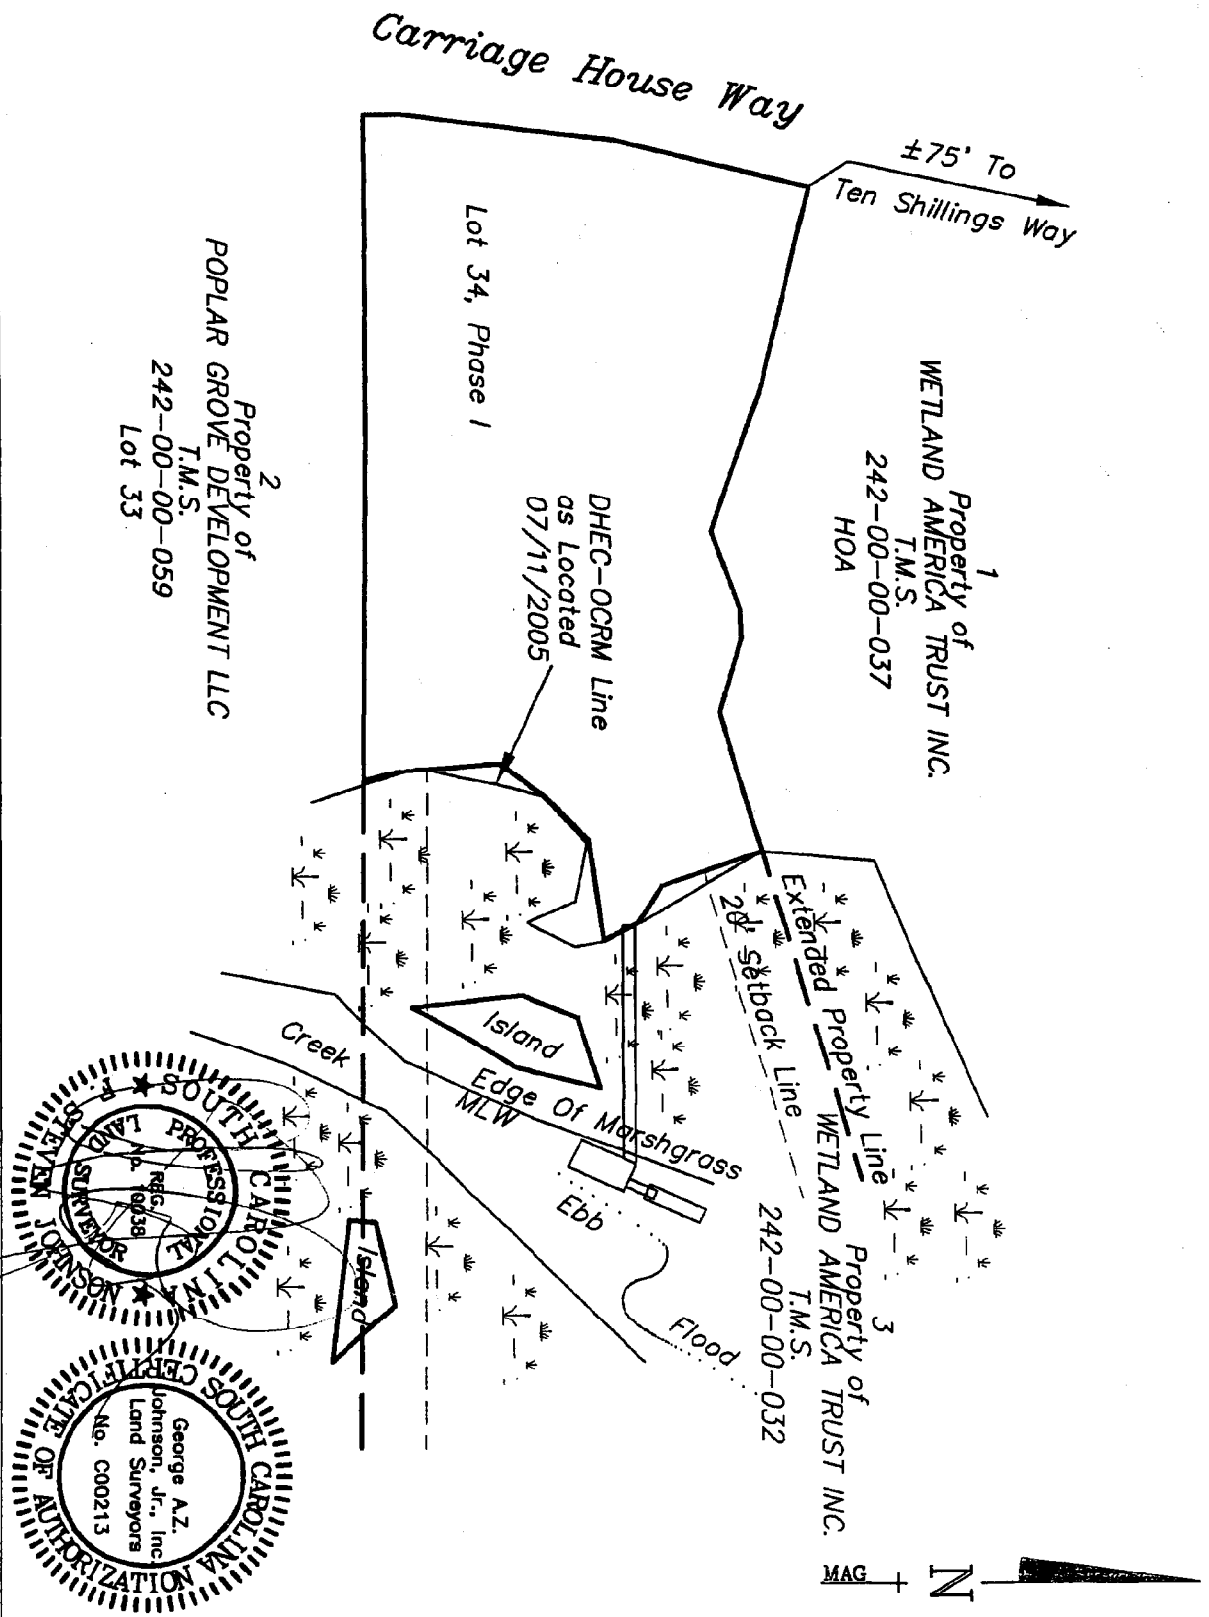 Carriage House Way
±75' To
Ten Shillings Way
Lot 34, Phase I
1
Property of
WETLAND AMERICA TRUST INC.
T.M.S.
242-00-00-037
HOA
2
Property of
POPLAR GROVE DEVELOPMENT LLC
T.M.S.
242-00-00-059
Lot 33
DHEC-OCRM Line
as Located
07/11/2005
Extended Property Line
20' Setback Line
Island
Creek
Edge Of Marshgrass
MLW
Ebb
Flood
Island
3
Property of
WETLAND AMERICA TRUST INC.
T.M.S.
242-00-00-032
SOUTH CAROLINA
F. STEVEN JOHNSON
PROFESSIONAL
LAND SURVEYOR
REG.
No. 10038
SOUTH CAROLINA
CERTIFICATE OF AUTHORIZATION
George A.Z.
Johnson, Jr., Inc.
Land Surveyors
No. C00213
MAG
N